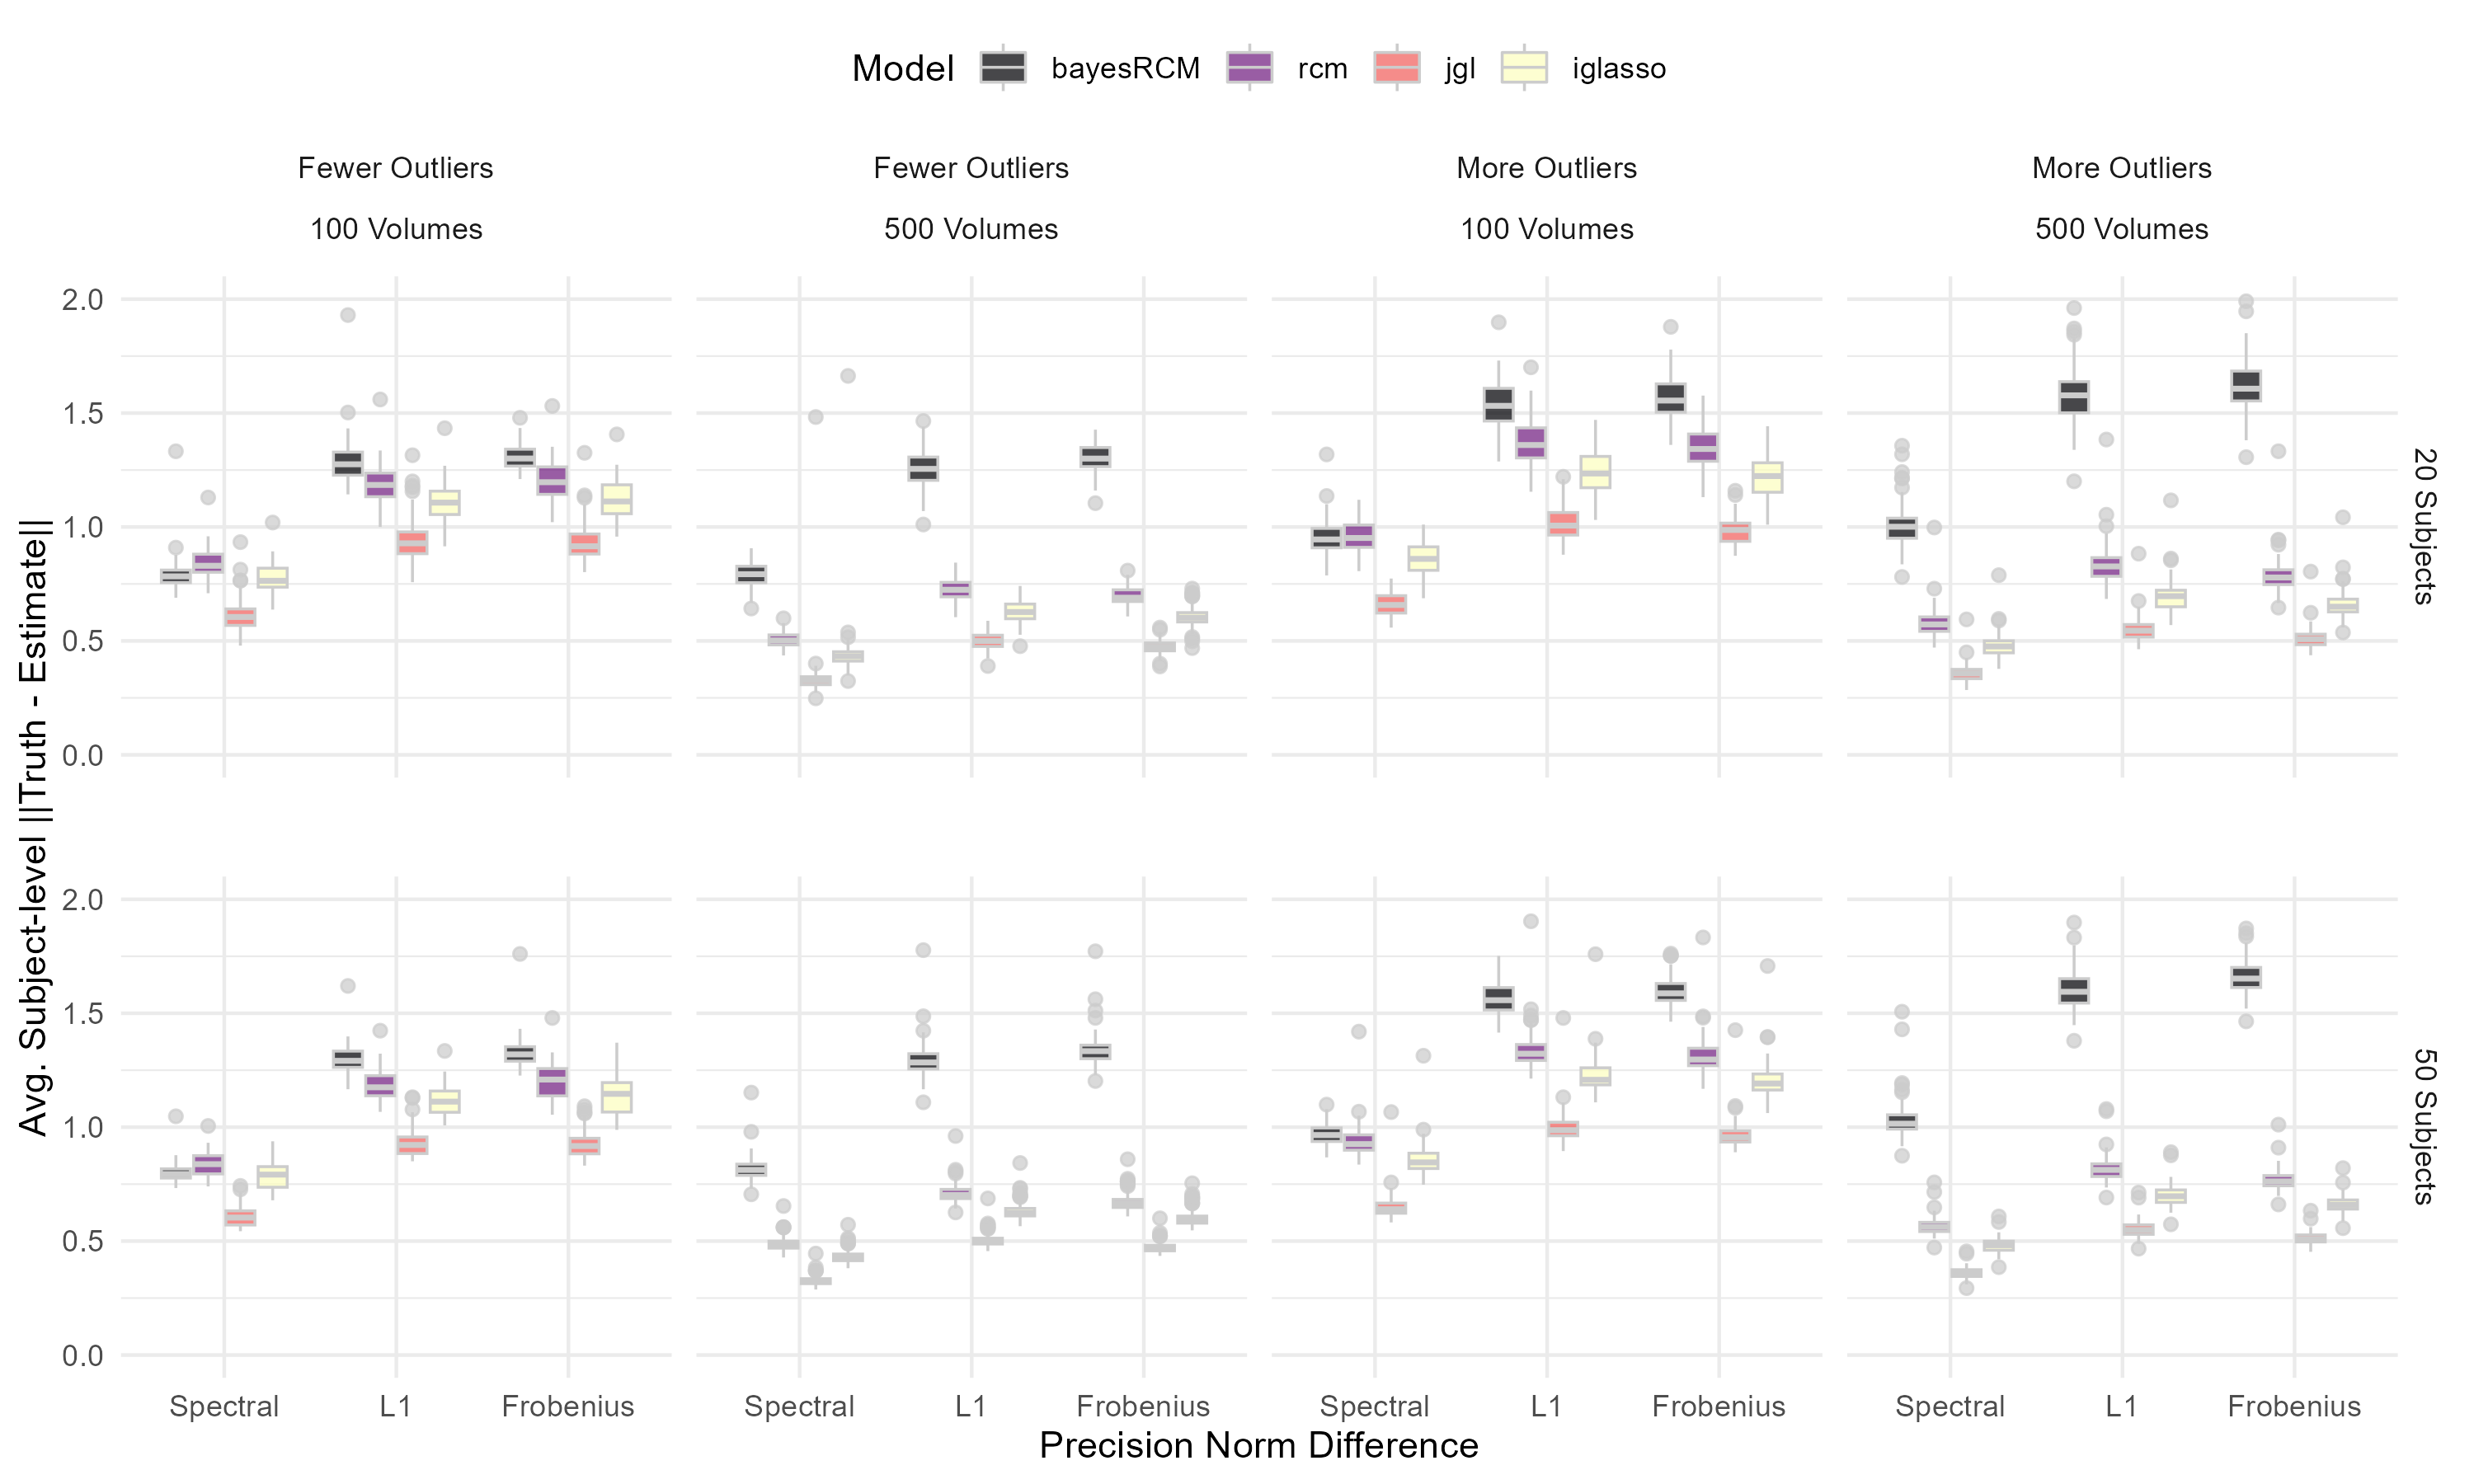 Model bayesRCM rcm jgl iglasso
Fewer Outliers Fewer Outliers More Outliers More Outliers
100 Volumes 500 Volumes 100 Volumes 500 Volumes
Avg. Subject-level ||Truth - Estimate||
2.0
1.5
1.0
0.5
0.0
20 Subjects
2.0
1.5
1.0
0.5
0.0
50 Subjects
Spectral L1 Frobenius Spectral L1 Frobenius Spectral L1 Frobenius Spectral L1 Frobenius
Precision Norm Difference